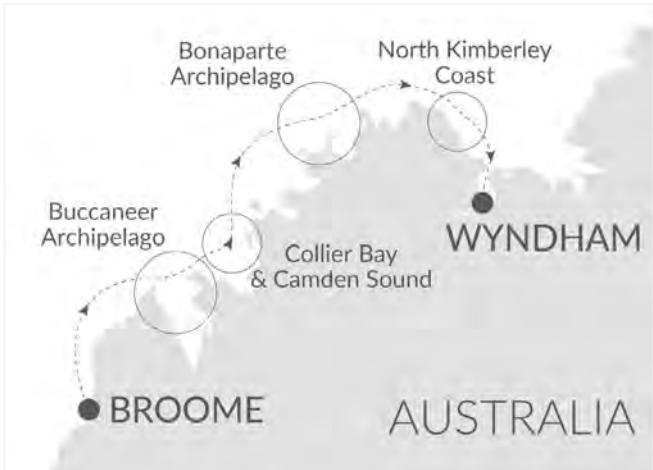 Bonaparte
Archipelago
North Kimberley
Coast
Buccaneer
Archipelago
WYNDHAM
Collier Bay
& Camden Sound
BROOME
AUSTRALIA